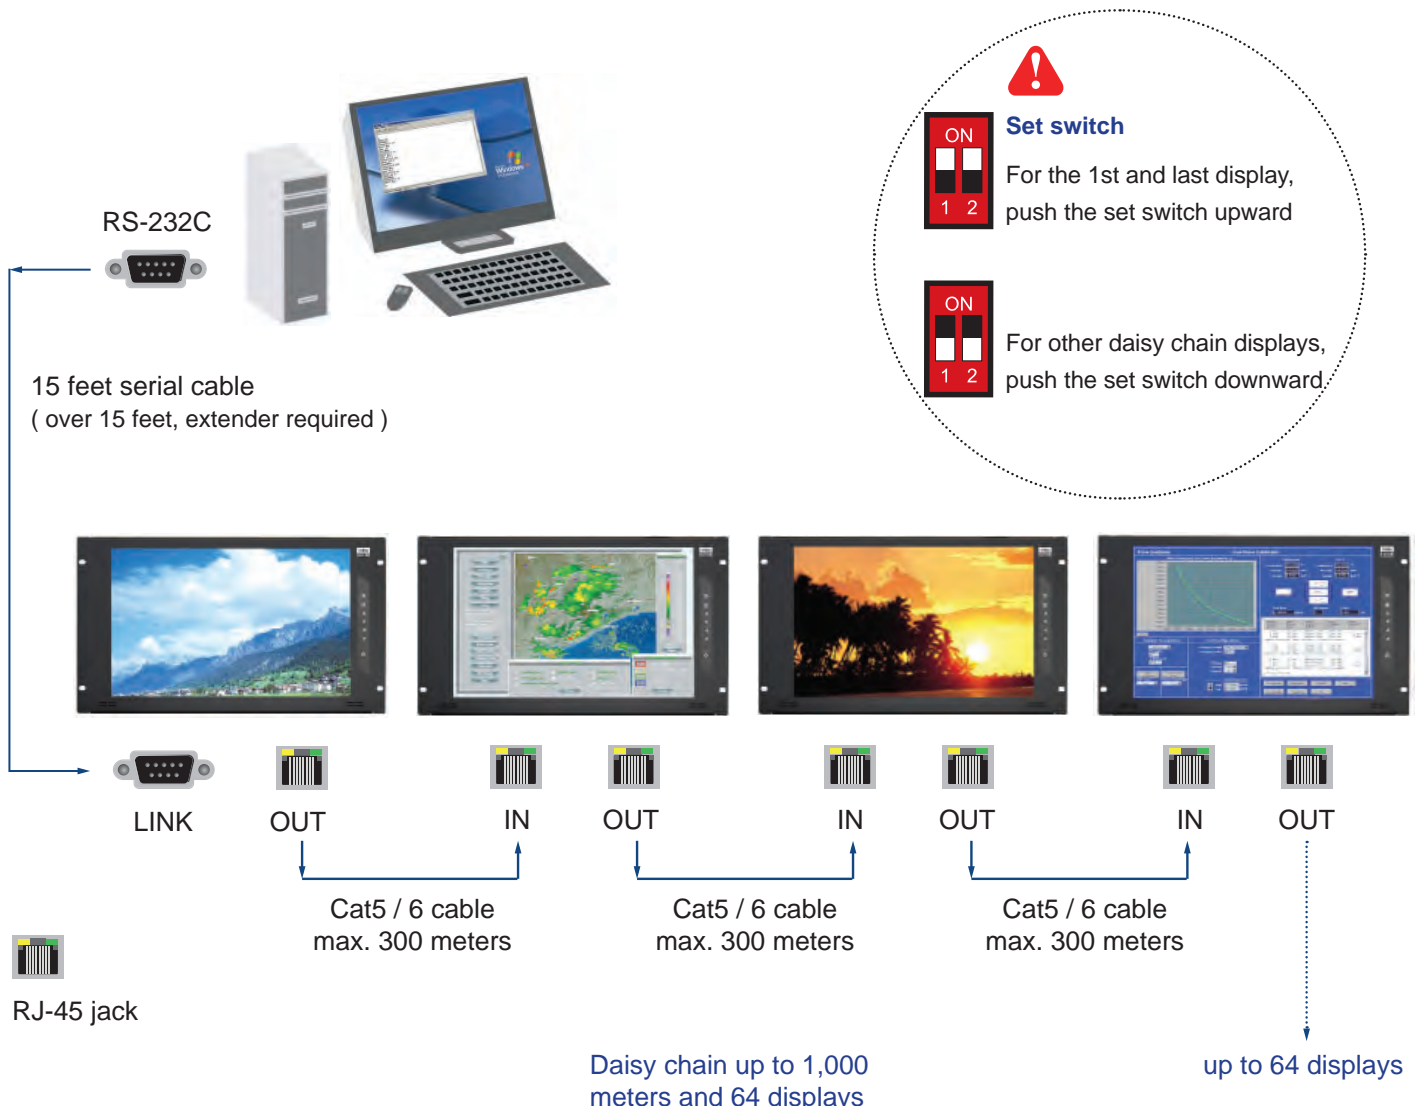 Set switch
ON
1 2
For the 1st and last display,
push the set switch upward
ON
1 2
For other daisy chain displays,
push the set switch downward.
RS-232C
Windows
15 feet serial cable
( over 15 feet, extender required )
LINK
OUT
IN
OUT
IN
OUT
IN
OUT
Cat5 / 6 cable
max. 300 meters
Cat5 / 6 cable
max. 300 meters
Cat5 / 6 cable
max. 300 meters
RJ-45 jack
Daisy chain up to 1,000
meters and 64 displays
up to 64 displays